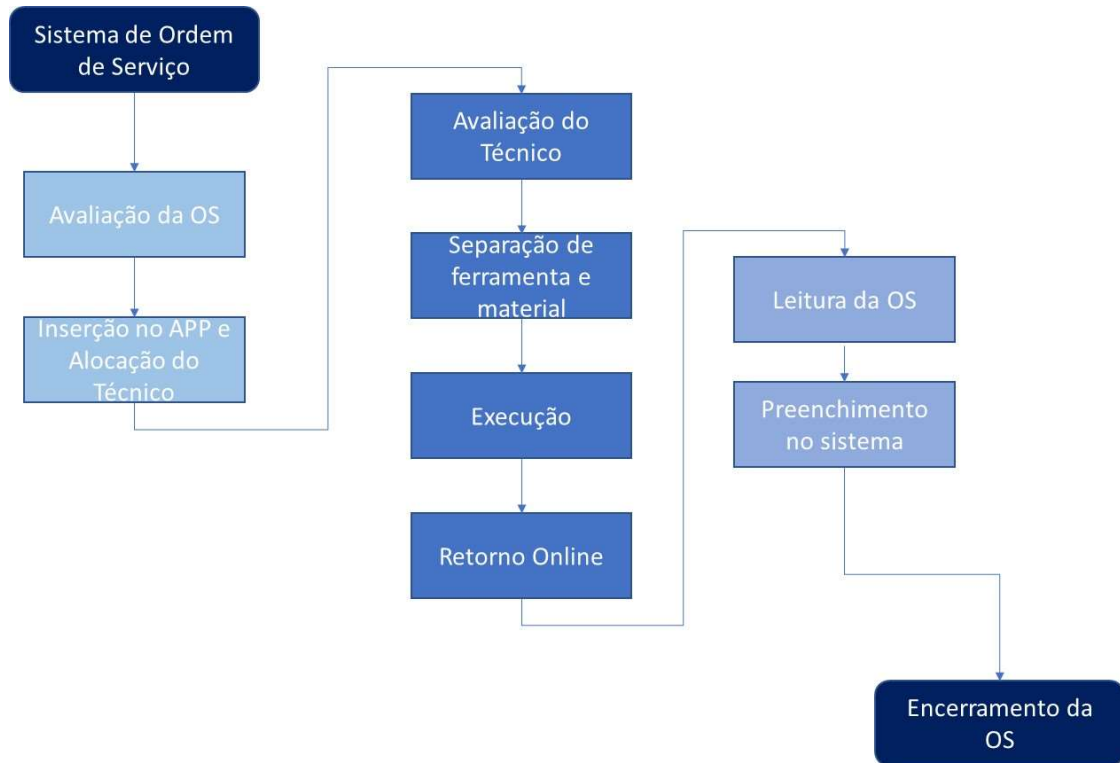 Sistema de Ordem
de Serviço
Avaliação da OS
Inserção no APP e
Alocação do
Técnico
Avaliação do
Técnico
Separação de
ferramenta e
material
Execução
Retorno Online
Leitura da OS
Preenchimento
no sistema
Encerramento da
OS